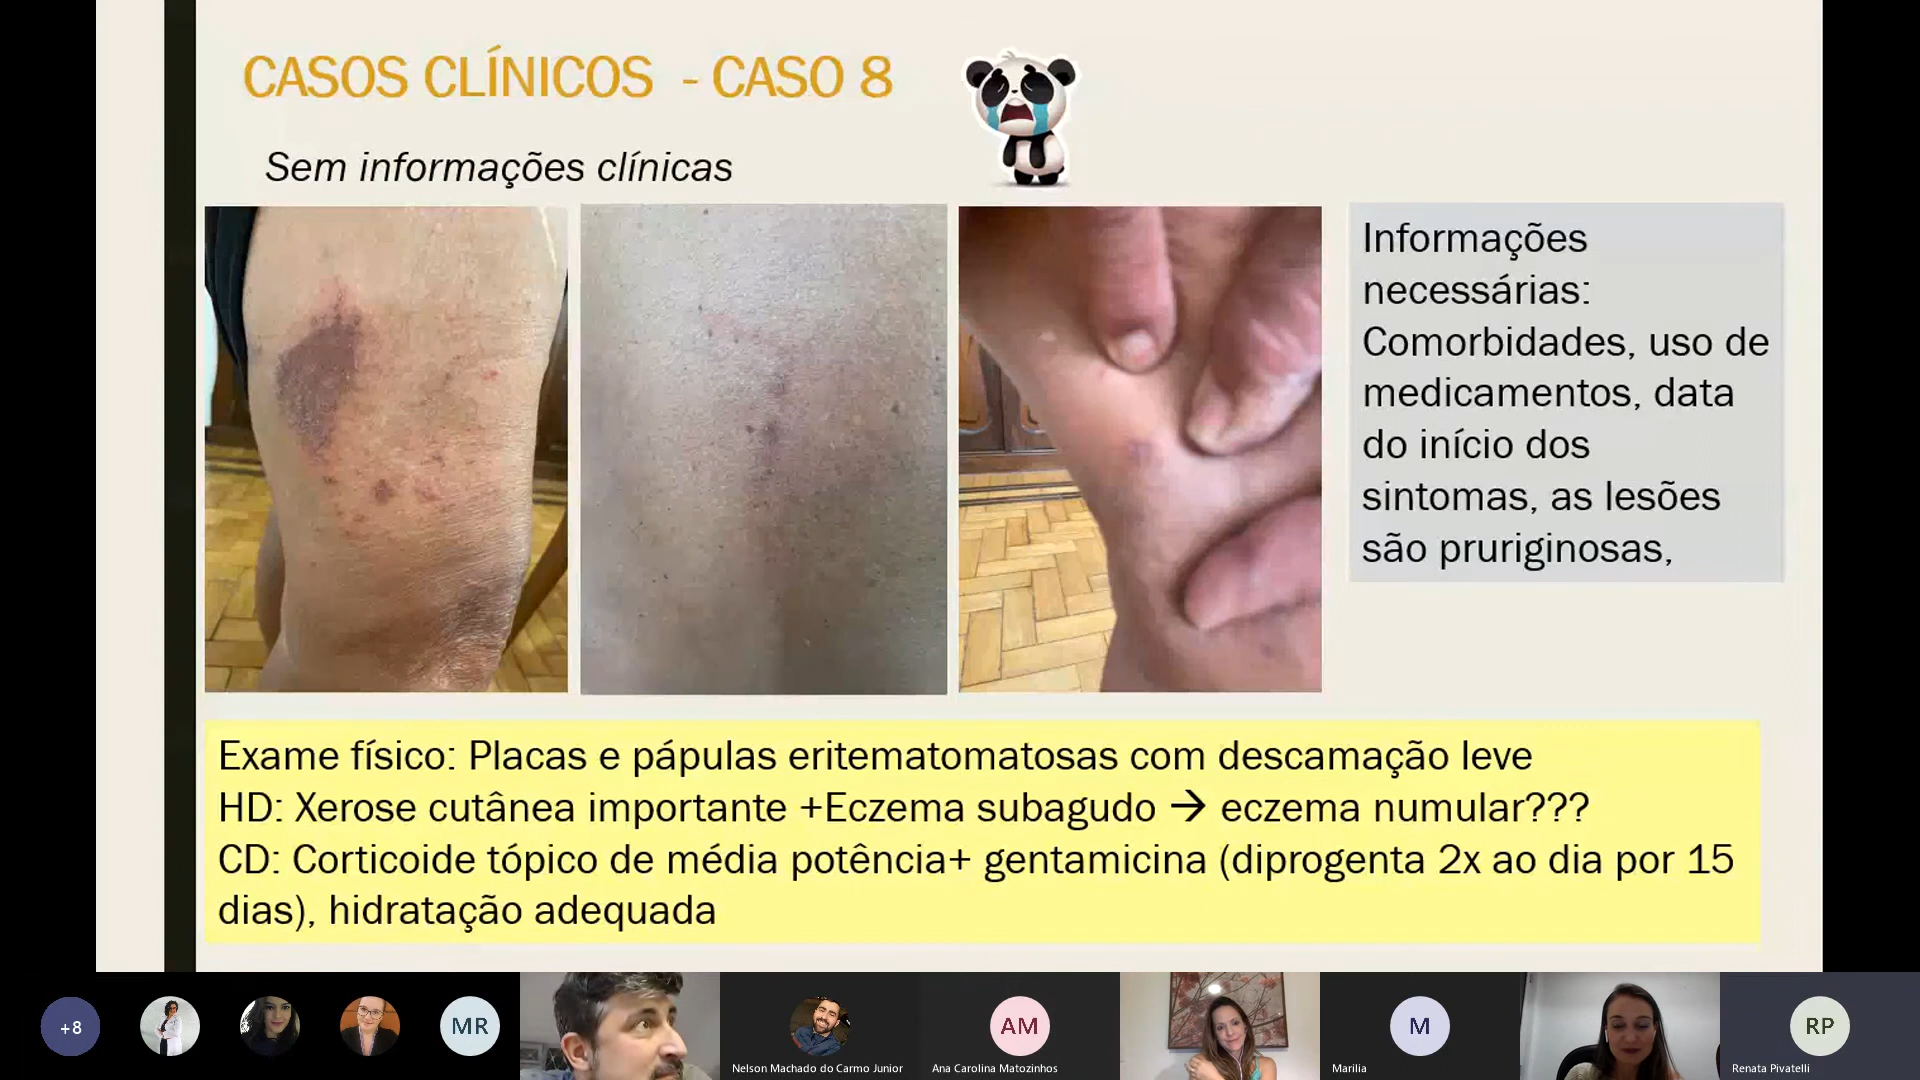 CASOS CLÍNICOS - CASO 8
Sem informações clínicas
Informações
necessárias:
Comorbidades, uso de
medicamentos, data
do início dos
sintomas, as lesões
são pruriginosas,
Exame físico: Placas e pápulas eritematomatosas com descamação leve
HD: Xerose cutânea importante +Eczema subagudo → eczema numular???
CD: Corticoide tópico de média potência+ gentamicina (diprogenta 2x ao dia por 15
dias), hidratação adequada
+8
MR
AM
M
RP
Nelson Machado do Carmo Junior
Ana Carolina Matozinhos
Marilia
Renata Pivatelli